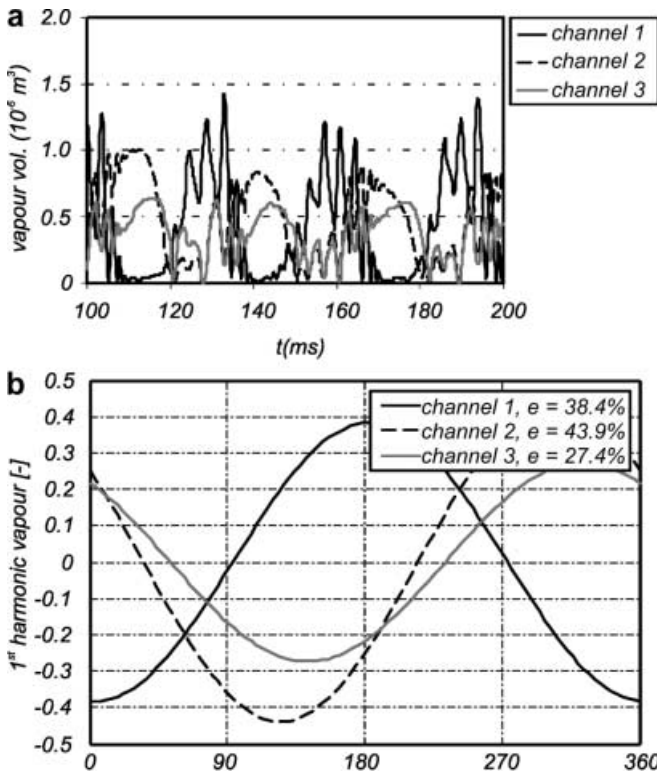 a
2.0
1.5
1.0
0.5
0
vapour vol. (10⁻⁶ m³)
100 120 140 160 180 200
t(ms)
channel 1
channel 2
channel 3
b
0.5
0.4
0.3
0.2
0.1
0
-0.1
-0.2
-0.3
-0.4
-0.5
1ˢᵗ harmonic vapour [-]
channel 1, e = 38.4%
channel 2, e = 43.9%
channel 3, e = 27.4%
0 90 180 270 360